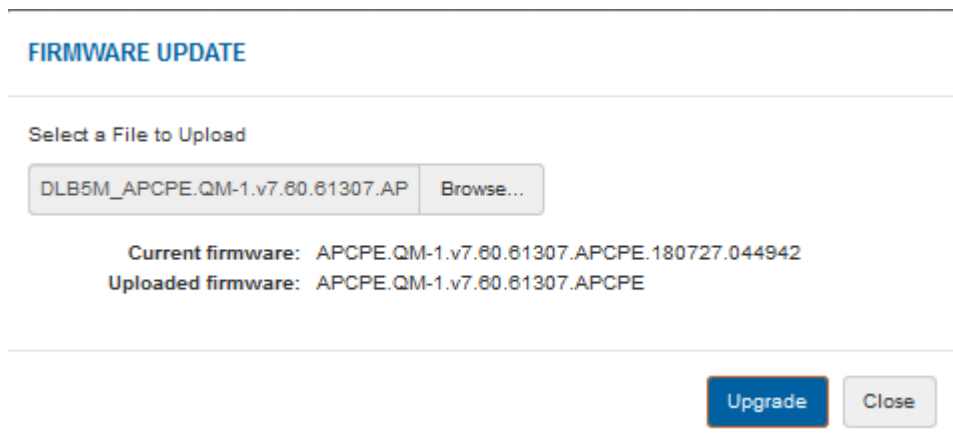 FIRMWARE UPDATE
Select a File to Upload
DLB5M_APCPE.QM-1.v7.60.61307.AP Browse...
Current firmware: APCPE.QM-1.v7.60.61307.APCPE.180727.044942
Uploaded firmware: APCPE.QM-1.v7.60.61307.APCPE
Upgrade Close